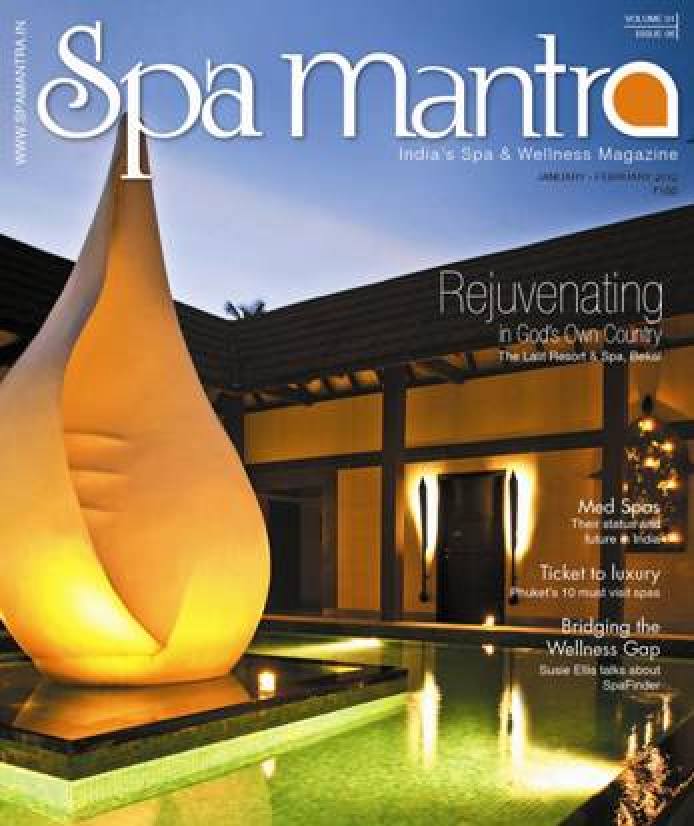 WWW.SPAMANTRA.IN
VOLUME 01
ISSUE 06
Spa mantra
India's Spa & Wellness Magazine
JANUARY - FEBRUARY 2012
₹100
Rejuvenating
in God's Own Country
The Lalit Resort & Spa, Bekal
Med Spas
Their status and
future in India
Ticket to luxury
Phuket's 10 must visit spas
Bridging the
Wellness Gap
Susie Ellis talks about
SpaFinder